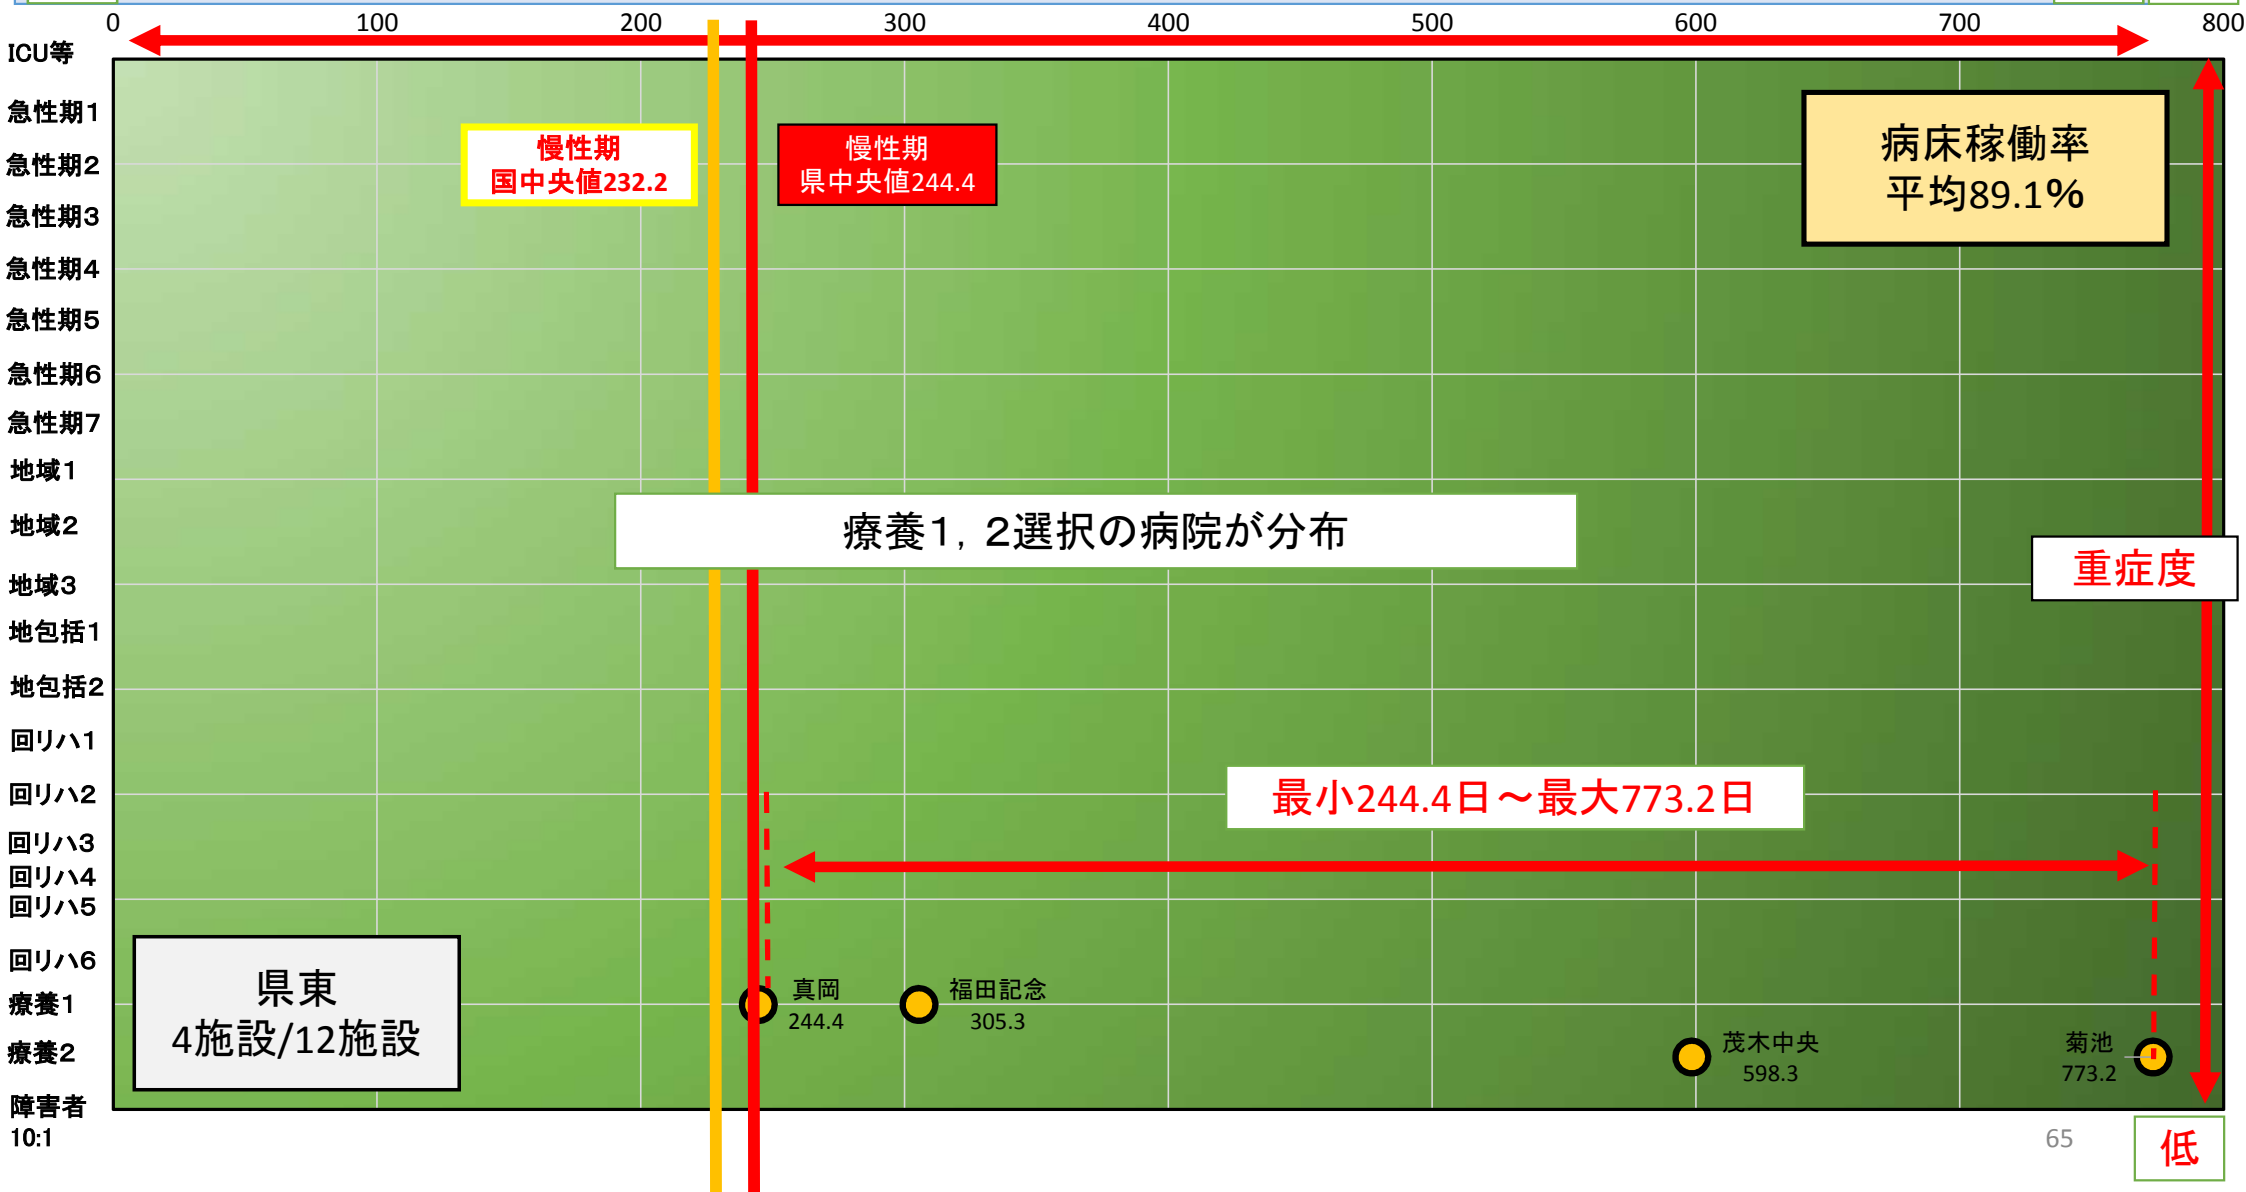 0 100 200 300 400 500 600 700 800
ICU等
急性期1
急性期2
急性期3
急性期4
急性期5
急性期6
急性期7
地域1
地域2
地域3
地包括1
地包括2
回リハ1
回リハ2
回リハ3
回リハ4
回リハ5
回リハ6
療養1
療養2
障害者
10:1
慢性期
国中央値232.2
慢性期
県中央値244.4
病床稼働率
平均89.1%
療養1，2選択の病院が分布
重症度
最小244.4日～最大773.2日
県東
4施設/12施設
真岡
244.4
福田記念
305.3
茂木中央
598.3
菊池
773.2
65
低